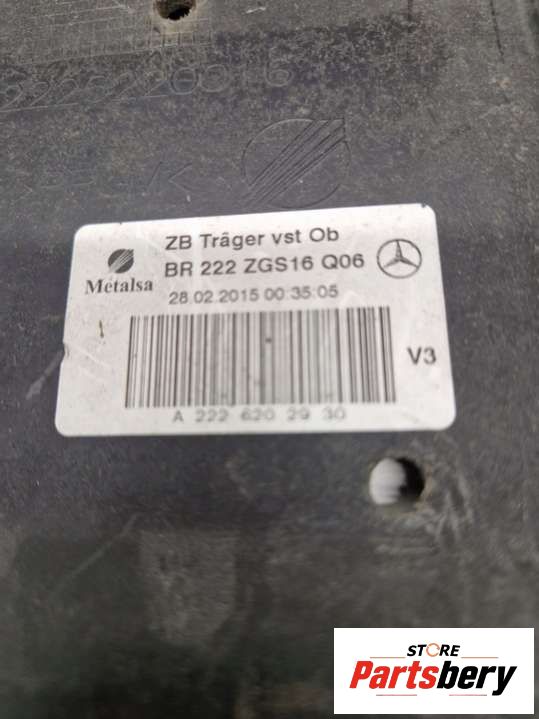 ZB Träger vst Ob
BR 222 ZGS16 Q06
Metalsa
28.02.2015 00:35:05
V3
A 222 620 29 30
STORE
Partsbery